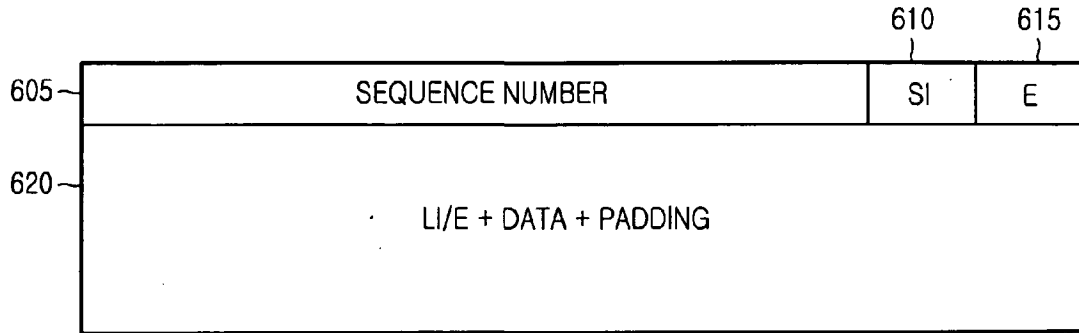 610 615
605 SEQUENCE NUMBER SI E
620 LI/E + DATA + PADDING